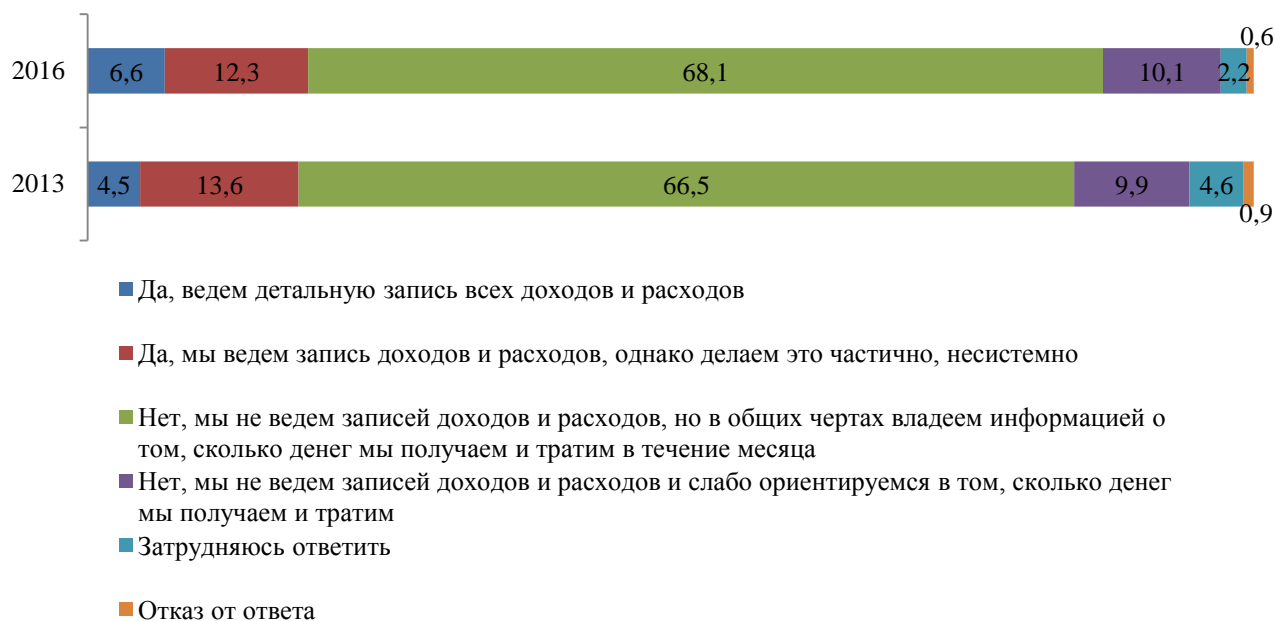 0,6
2016 6,6 12,3 68,1 10,1 2,2
2013 4,5 13,6 66,5 9,9 4,6
0,9
Да, ведем детальную запись всех доходов и расходов
Да, мы ведем запись доходов и расходов, однако делаем это частично, несистемно
Нет, мы не ведем записей доходов и расходов, но в общих чертах владеем информацией о
том, сколько денег мы получаем и тратим в течение месяца
Нет, мы не ведем записей доходов и расходов и слабо ориентируемся в том, сколько денег
мы получаем и тратим
Затрудняюсь ответить
Отказ от ответа